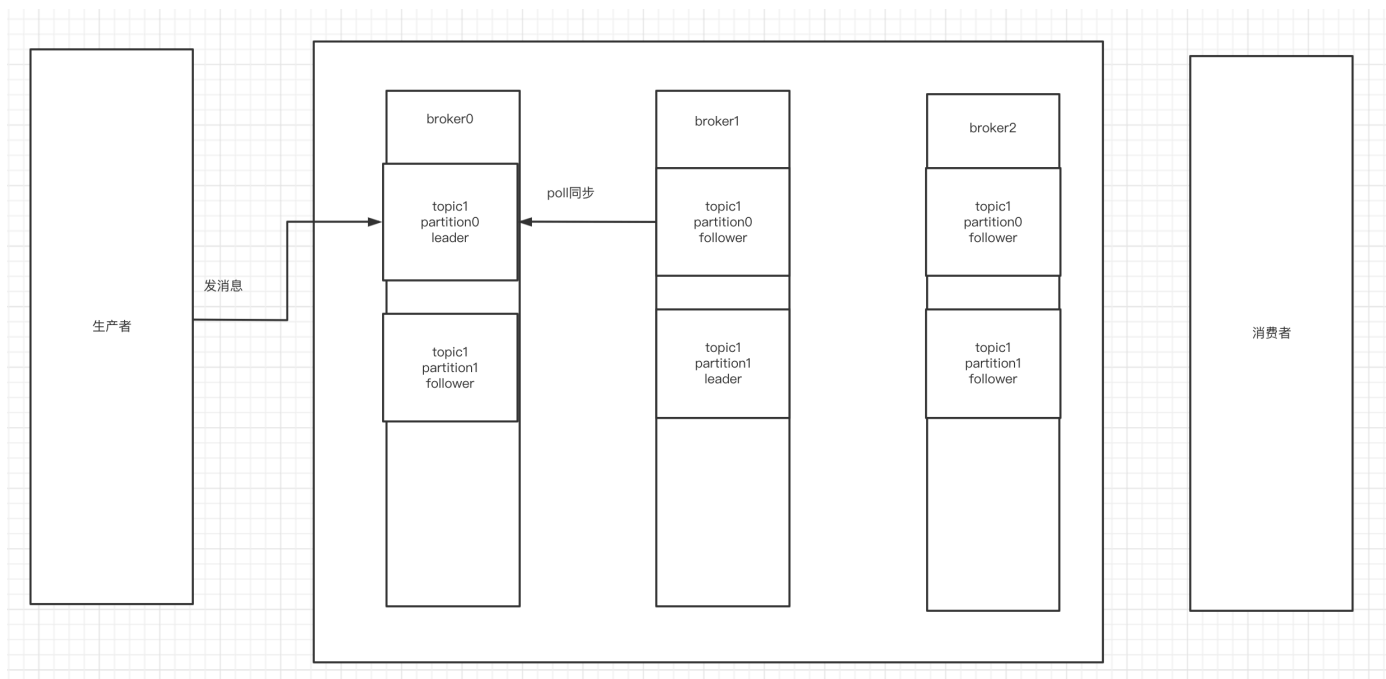 生产者
发消息
broker0
topic1
partition0
leader
topic1
partition1
follower
poll同步
broker1
topic1
partition0
follower
topic1
partition1
leader
broker2
topic1
partition0
follower
topic1
partition1
follower
消费者